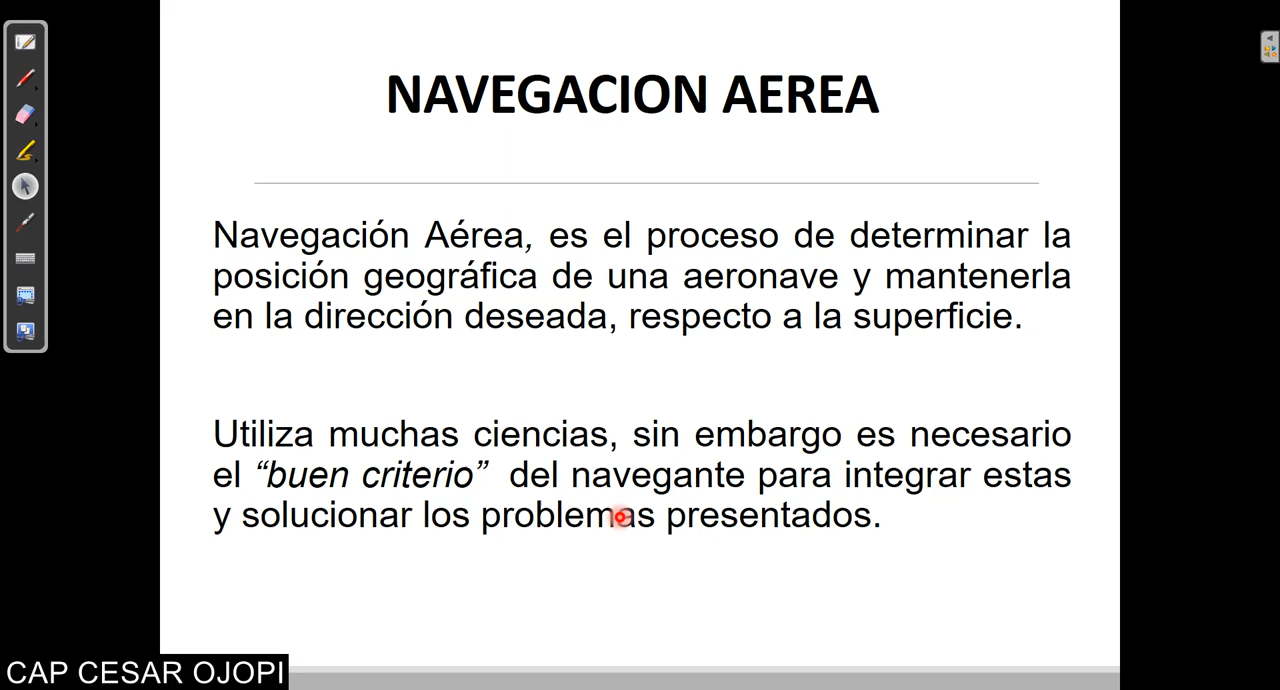 NAVEGACION AEREA
Navegación Aérea, es el proceso de determinar la
posición geográfica de una aeronave y mantenerla
en la dirección deseada, respecto a la superficie.
Utiliza muchas ciencias, sin embargo es necesario
el “buen criterio” del navegante para integrar estas
y solucionar los problemas presentados.
CAP CESAR OJOPI